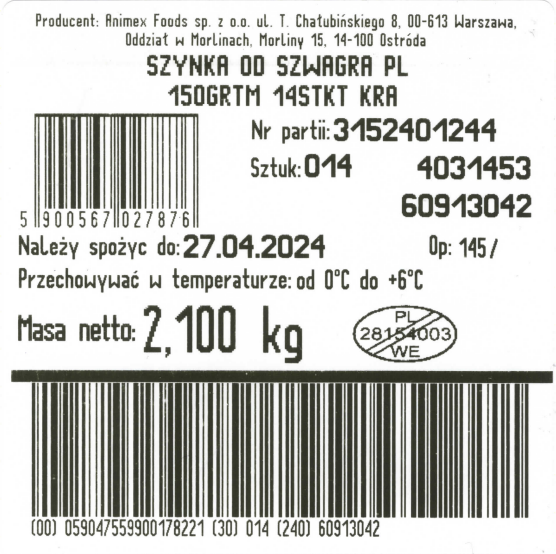 Producent: Animex Foods sp. z o.o. ul. T. Chałubińskiego 8, 00-613 Warszawa,
Oddział w Morlinach, Morliny 15, 14-100 Ostróda
SZYNKA OD SZWAGRA PL
150GRTM 14STKT KRA
Nr partii: 3152401244
Sztuk: 014 4031453
60913042
5 900567 027876
Należy spożyc do: 27.04.2024 Op: 145/
Przechowywać w temperaturze: od 0°C do +6°C
Masa netto: 2,100 kg
PL
28154003
WE
(00) 059047559900178221 (30) 014 (240) 60913042